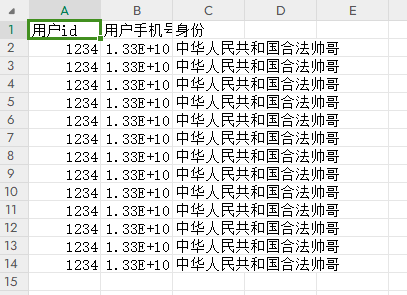 A B C D E
1 用户id 用户手机号 身份
2 1234 1.33E+10 中华人民共和国合法帅哥
3 1234 1.33E+10 中华人民共和国合法帅哥
4 1234 1.33E+10 中华人民共和国合法帅哥
5 1234 1.33E+10 中华人民共和国合法帅哥
6 1234 1.33E+10 中华人民共和国合法帅哥
7 1234 1.33E+10 中华人民共和国合法帅哥
8 1234 1.33E+10 中华人民共和国合法帅哥
9 1234 1.33E+10 中华人民共和国合法帅哥
10 1234 1.33E+10 中华人民共和国合法帅哥
11 1234 1.33E+10 中华人民共和国合法帅哥
12 1234 1.33E+10 中华人民共和国合法帅哥
13 1234 1.33E+10 中华人民共和国合法帅哥
14 1234 1.33E+10 中华人民共和国合法帅哥
15